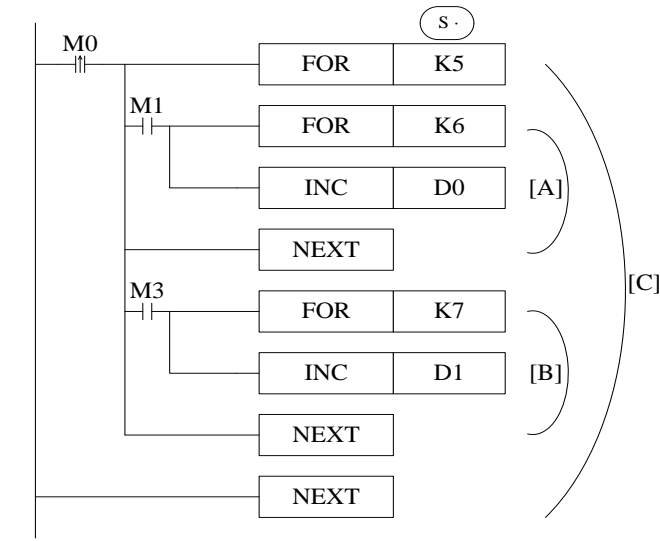 S ·
M0
FOR K5
M1
FOR K6
INC D0 [A]
NEXT
[C]
M3
FOR K7
INC D1 [B]
NEXT
NEXT